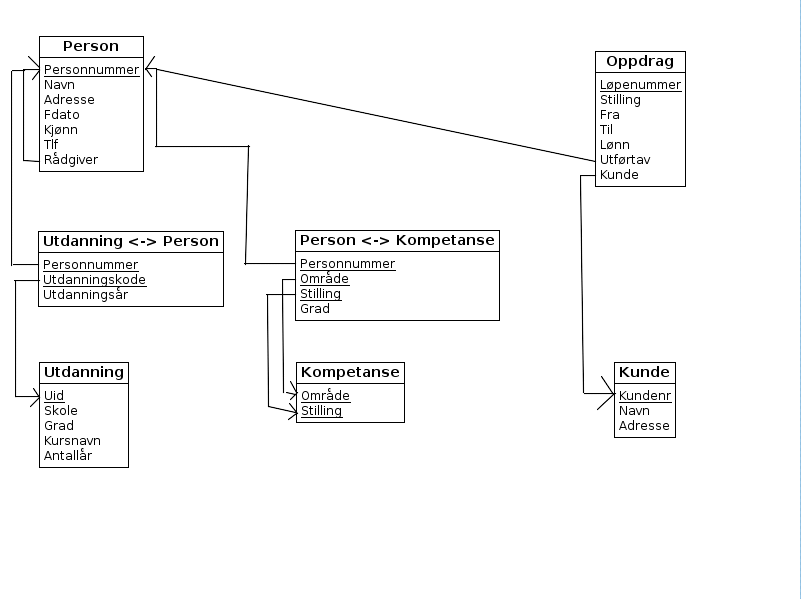 Person
Personnummer
Navn
Adresse
Fdato
Kjønn
Tlf
Rådgiver
Oppdrag
Løpenummer
Stilling
Fra
Til
Lønn
Utførtav
Kunde
Utdanning <-> Person
Personnummer
Utdanningskode
Utdanningsår
Person <-> Kompetanse
Personnummer
Område
Stilling
Grad
Utdanning
Uid
Skole
Grad
Kursnavn
Antallår
Kompetanse
Område
Stilling
Kunde
Kundenr
Navn
Adresse